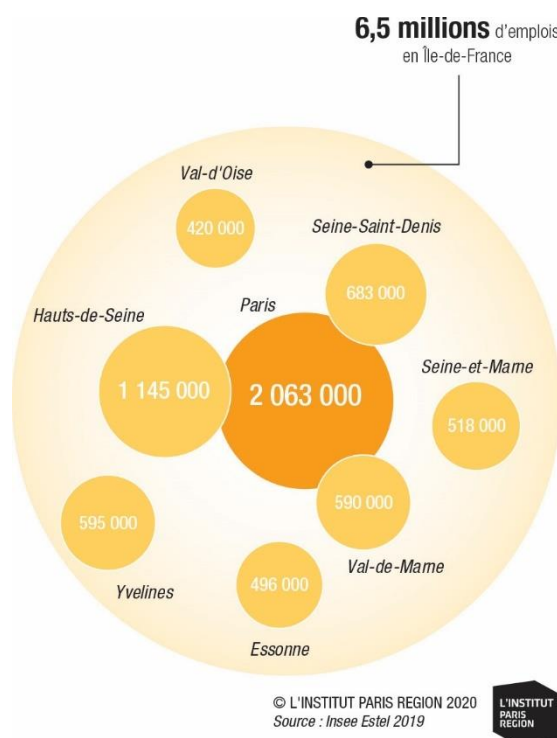 6,5 millions d'emplois
en Île-de-France
Val-d'Oise
420 000
Seine-Saint-Denis
683 000
Hauts-de-Seine
1 145 000
Paris
2 063 000
Seine-et-Marne
518 000
590 000
Val-de-Marne
595 000
Yvelines
496 000
Essonne
© L'INSTITUT PARIS REGION 2020
Source : Insee Estel 2019
L'INSTITUT
PARIS
REGION